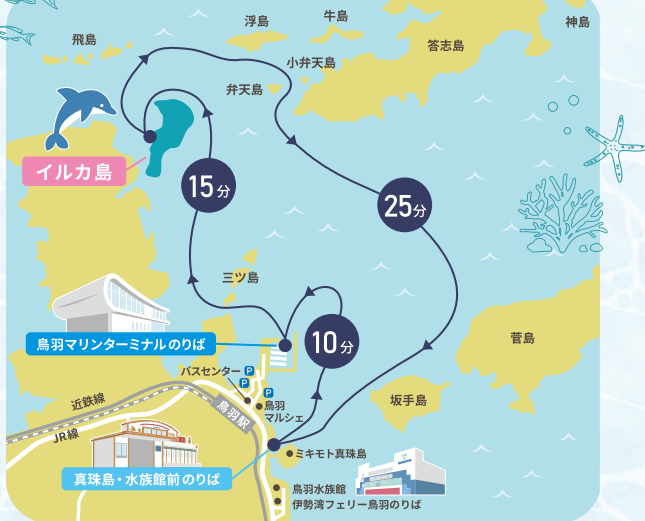 浮島
牛島
神島
飛島
答志島
小弁天島
弁天島
イルカ島
15分
25分
三ツ島
鳥羽マリンターミナルのりば
10分
菅島
バスセンター P
P
P
近鉄線
鳥羽駅
鳥羽
マルシェ
坂手島
JR線
ミキモト真珠島
真珠島・水族館前のりば
鳥羽水族館
伊勢湾フェリー鳥羽のりば